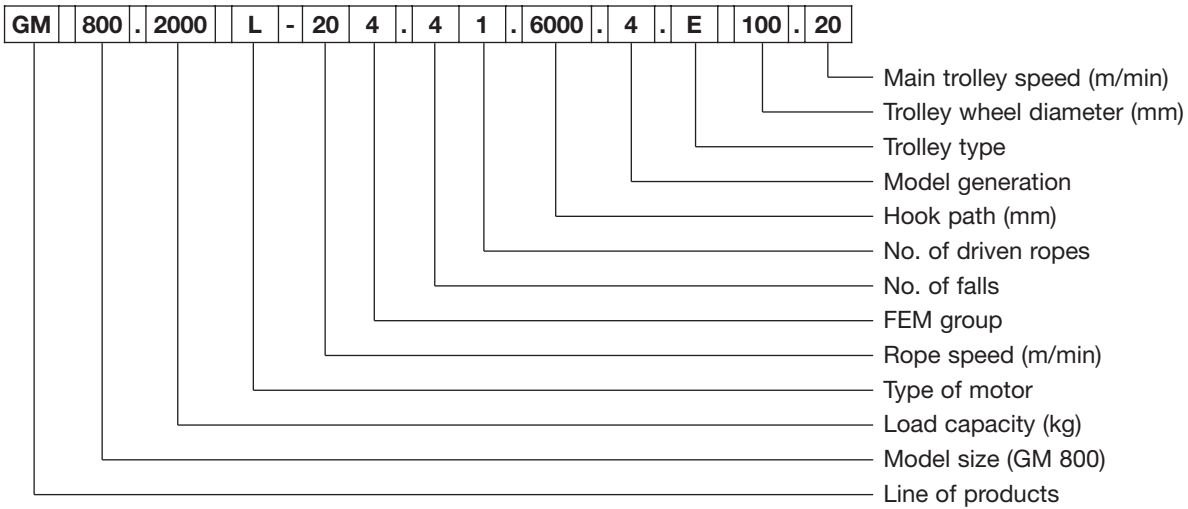 GM 800 . 2000 L - 20 4 . 4 1 . 6000 . 4 . E 100 . 20
Main trolley speed (m/min)
Trolley wheel diameter (mm)
Trolley type
Model generation
Hook path (mm)
No. of driven ropes
No. of falls
FEM group
Rope speed (m/min)
Type of motor
Load capacity (kg)
Model size (GM 800)
Line of products